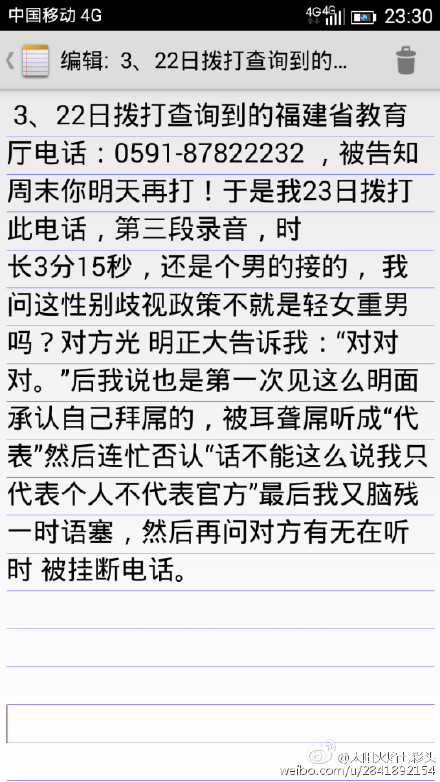 中国移动 4G 4G 4G 23:30
编辑: 3、22日拨打查询到的...
3、22日拨打查询到的福建省教育
厅电话：0591-87822232 ，被告知
周末你明天再打！于是我23日拨打
此电话，第三段录音，时
长3分15秒，还是个男的接的， 我
问这性别歧视政策不就是轻女重男
吗？对方光 明正大告诉我：“对对
对。”后我说也是第一次见这么明面
承认自己拜屌的，被耳聋屌听成“代
表”然后连忙否认“话不能这么说我只
代表个人不代表官方”最后我又脑残
一时语塞，然后再问对方有无在听
时 被挂断电话。
weibo.com/u/2841892154